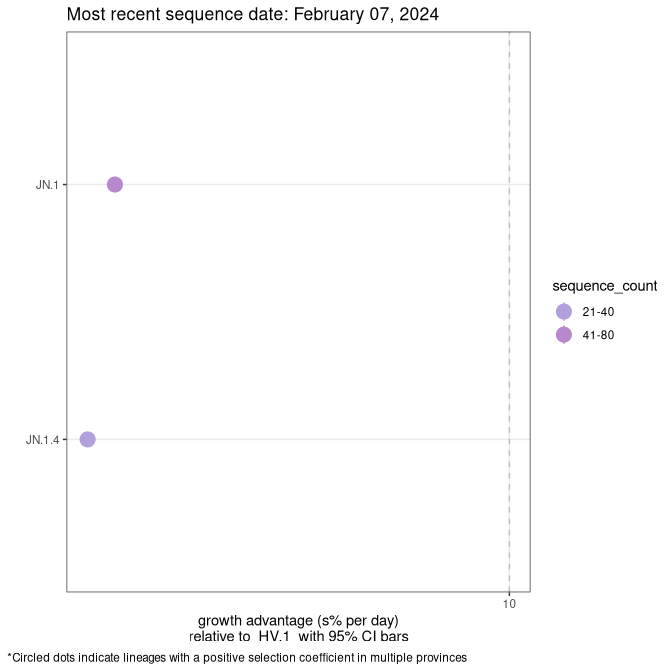 Most recent sequence date: February 07, 2024
JN.1
JN.1.4
10
growth advantage (s% per day)
relative to  HV.1  with 95% CI bars
sequence_count
21-40
41-80
*Circled dots indicate lineages with a positive selection coefficient in multiple provinces